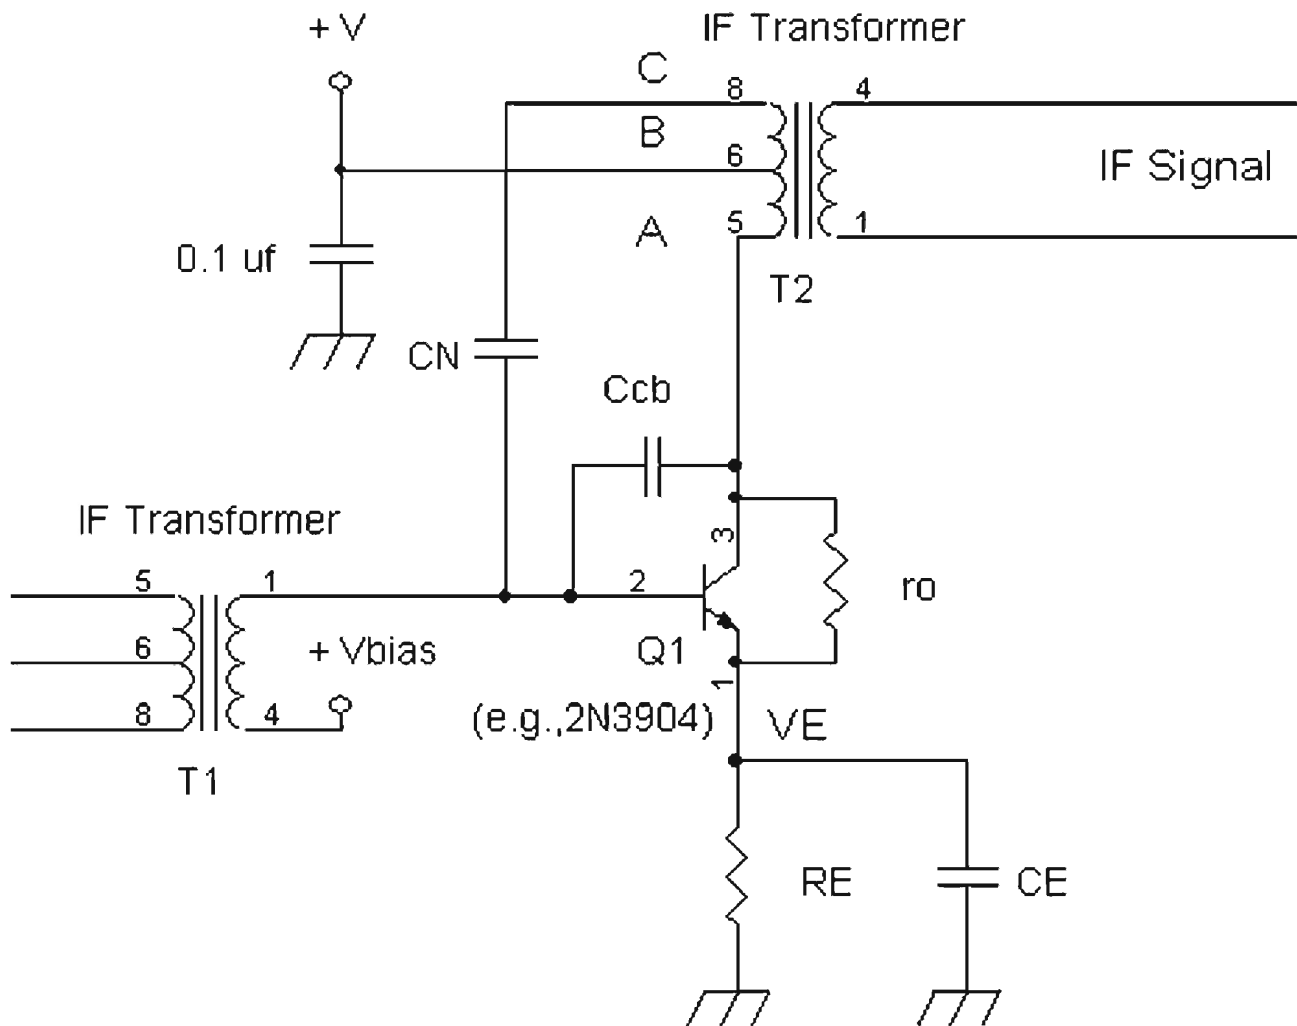 + V
IF Transformer
C
8
4
B
6
IF Signal
A
5
1
0.1 uf
T2
CN
Ccb
IF Transformer
3
5
1
2
ro
6
+ Vbias
Q1
1
8
4
(e.g.,2N3904)
VE
T1
RE
CE